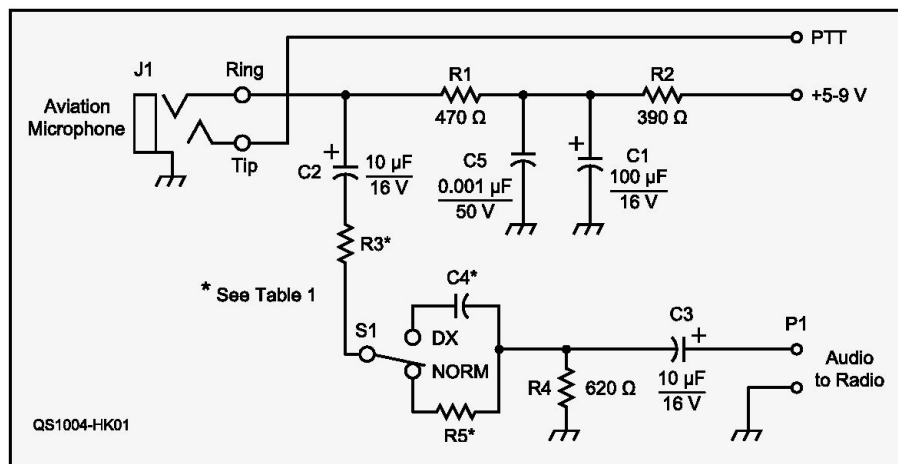 PTT
J1
Ring
R1
R2
Aviation
Microphone
470 Ω
390 Ω
+5-9 V
Tip
+
C2
10 µF
16 V
C5
0.001 µF
50 V
+
C1
100 µF
16 V
R3*
* See Table 1
C4*
S1
DX
NORM
R5*
R4
620 Ω
C3
+
10 µF
16 V
P1
Audio
to Radio
QS1004-HK01